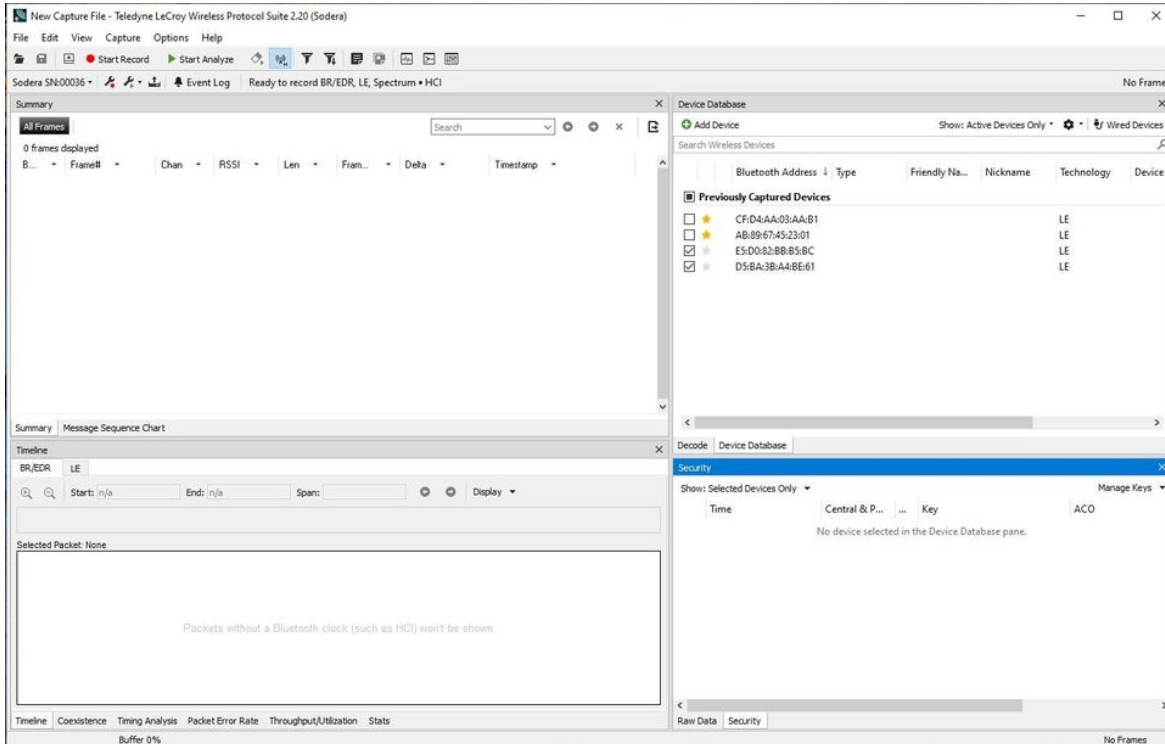 New Capture File - Teledyne LeCroy Wireless Protocol Suite 2.20 (Sodera)
File Edit View Capture Options Help
Start Record Start Analyze
Sodera SN:00036 Event Log Ready to record BR/EDR, LE, Spectrum • HCI No Frame
Summary
All Frames Search
0 frames displayed
B... Frame# Chan RSSI Len Fram... Delta Timestamp
Summary Message Sequence Chart
Timeline
BR/EDR LE
Start: n/a End: n/a Span: Display
Selected Packet: None
Packets without a Bluetooth clock (such as HCI) won't be shown
Timeline Coexistence Timing Analysis Packet Error Rate Throughput/Utilization Stats
Device Database
Add Device Show: Active Devices Only Wired Devices
Search Wireless Devices
Bluetooth Address Type Friendly Na... Nickname Technology Device
Previously Captured Devices
CF:D4:AA:03:AA:B1 LE
AB:89:67:45:23:01 LE
E5:D0:82:BB:B5:BC LE
D5:BA:3B:A4:BE:61 LE
Decode Device Database
Security
Show: Selected Devices Only Manage Keys
Time Central & P... ... Key ACO
No device selected in the Device Database pane.
Raw Data Security
Buffer 0% No Frames